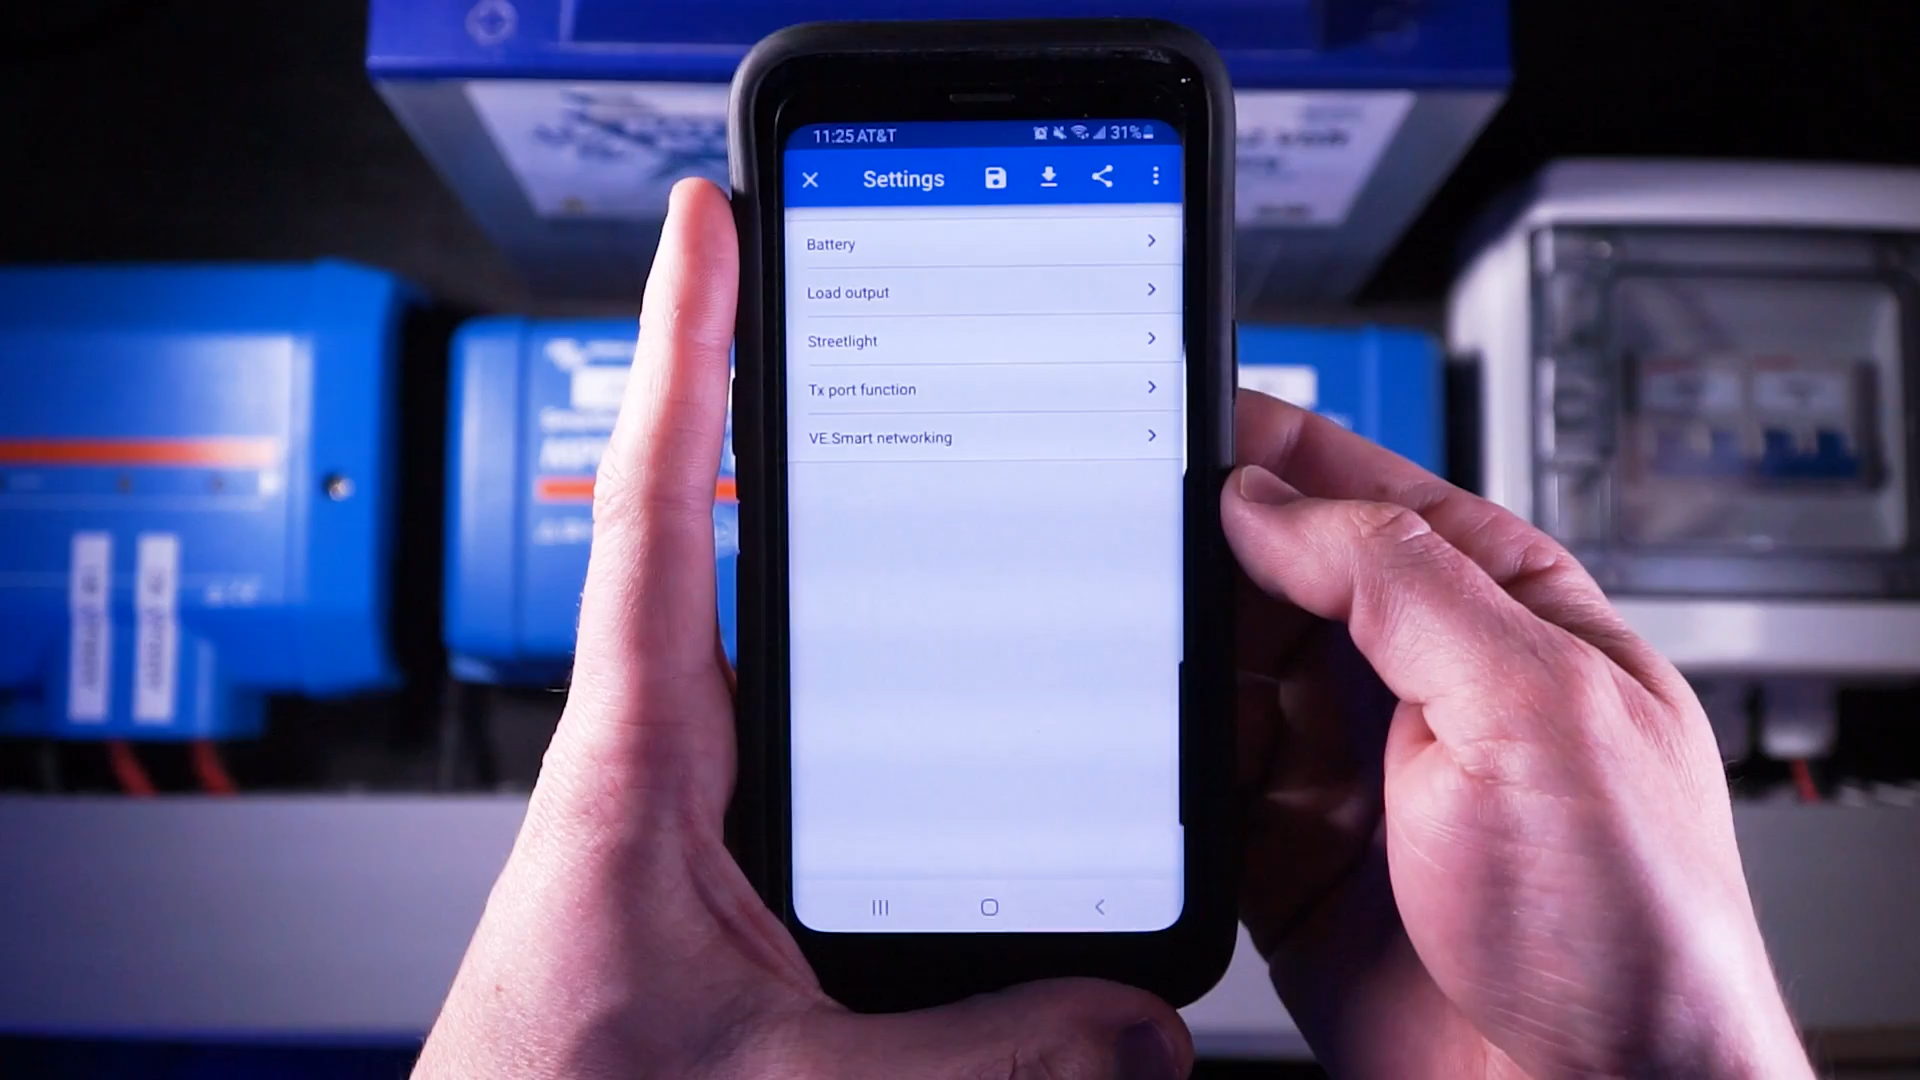 11:25 AT&T 31%
Settings
Battery
Load output
Streetlight
Tx port function
VE.Smart networking